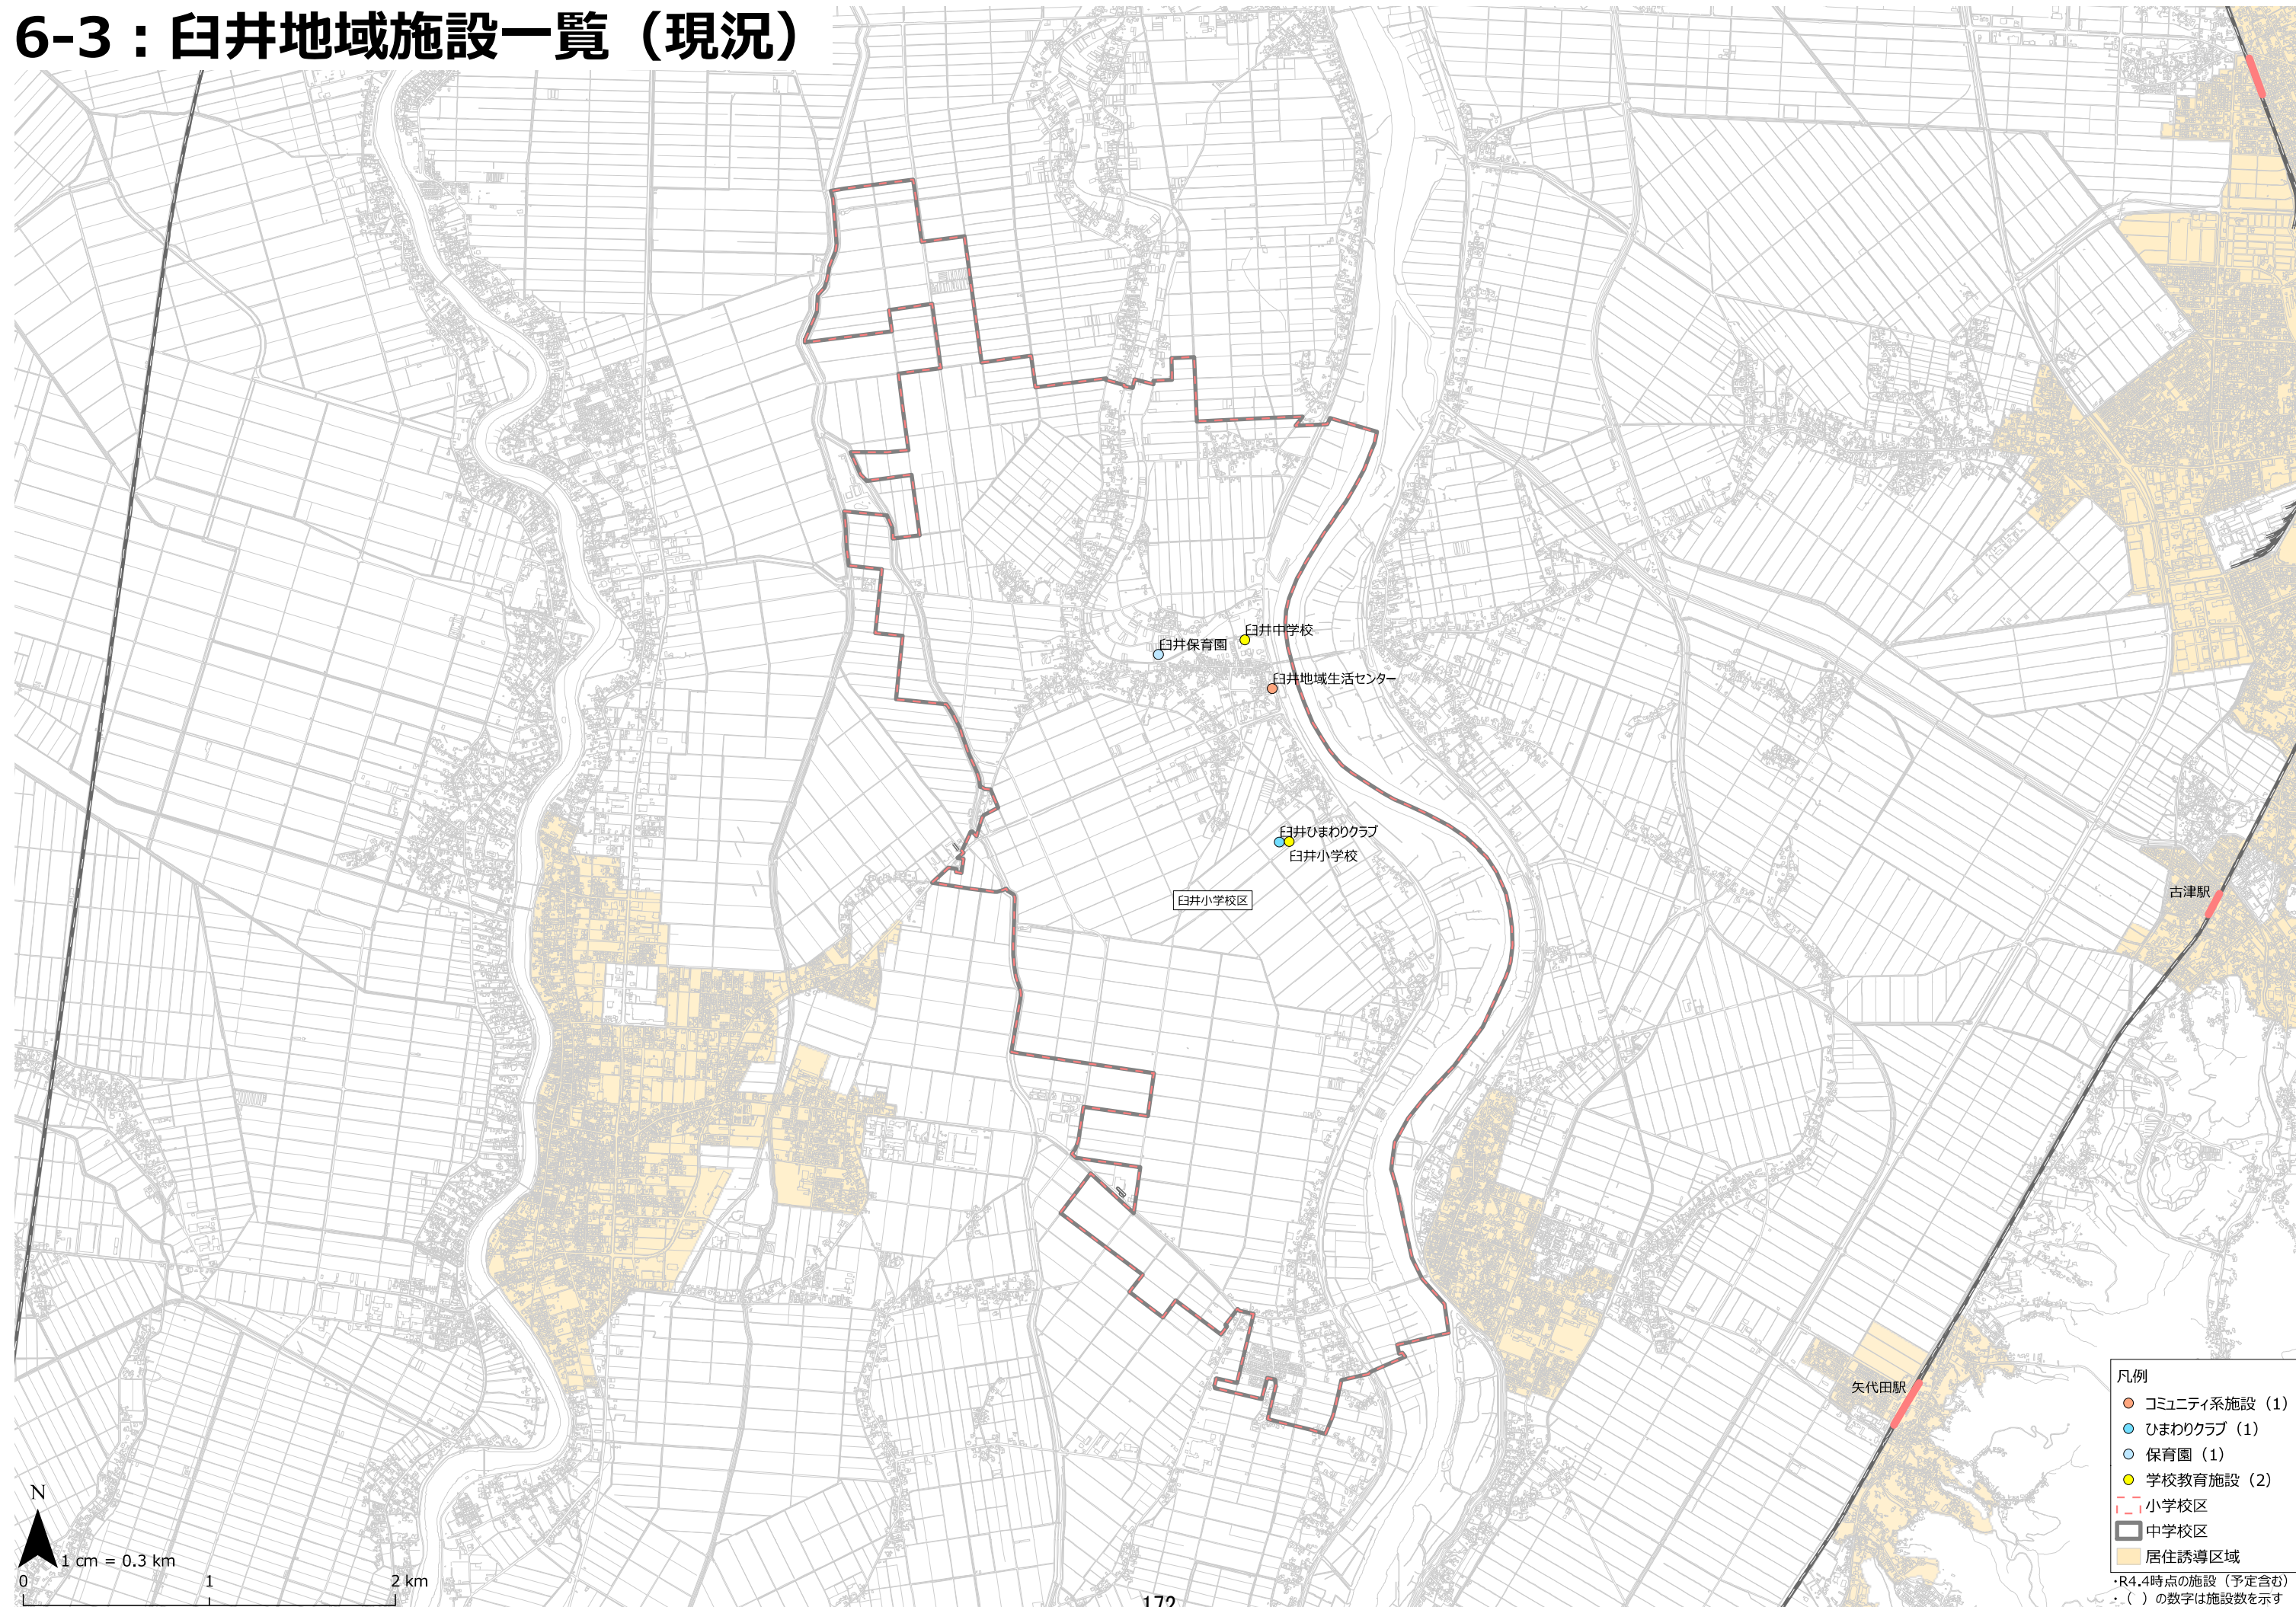 6-3：臼井地域施設一覧（現況）
臼井中学校
臼井保育園
臼井地域生活センター
臼井ひまわりクラブ
臼井小学校
臼井小学校区
古津駅
矢代田駅
凡例
コミュニティ系施設（1）
ひまわりクラブ（1）
保育園（1）
学校教育施設（2）
小学校区
中学校区
居住誘導区域
・R4.4時点の施設（予定含む）
・（　）の数字は施設数を示す
N
1 cm = 0.3 km
0 1 2 km
172